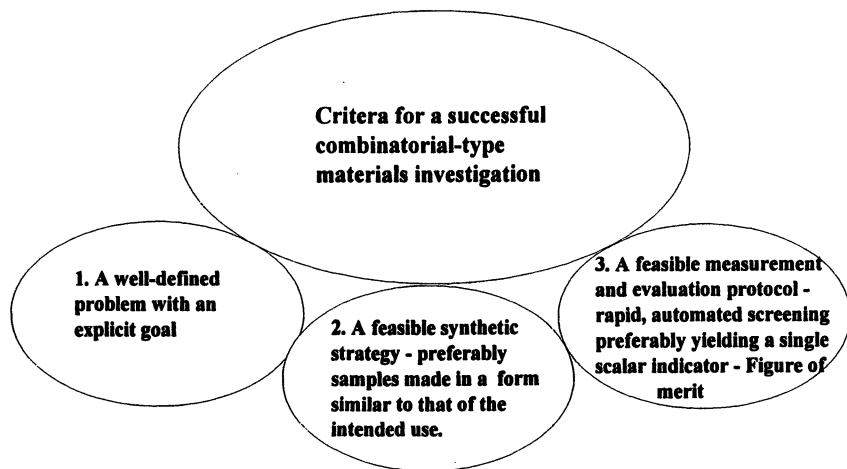 Critera for a successful
combinatorial-type
materials investigation
1. A well-defined
problem with an
explicit goal
2. A feasible synthetic
strategy - preferably
samples made in a form
similar to that of the
intended use.
3. A feasible measurement
and evaluation protocol -
rapid, automated screening
preferably yielding a single
scalar indicator - Figure of
merit